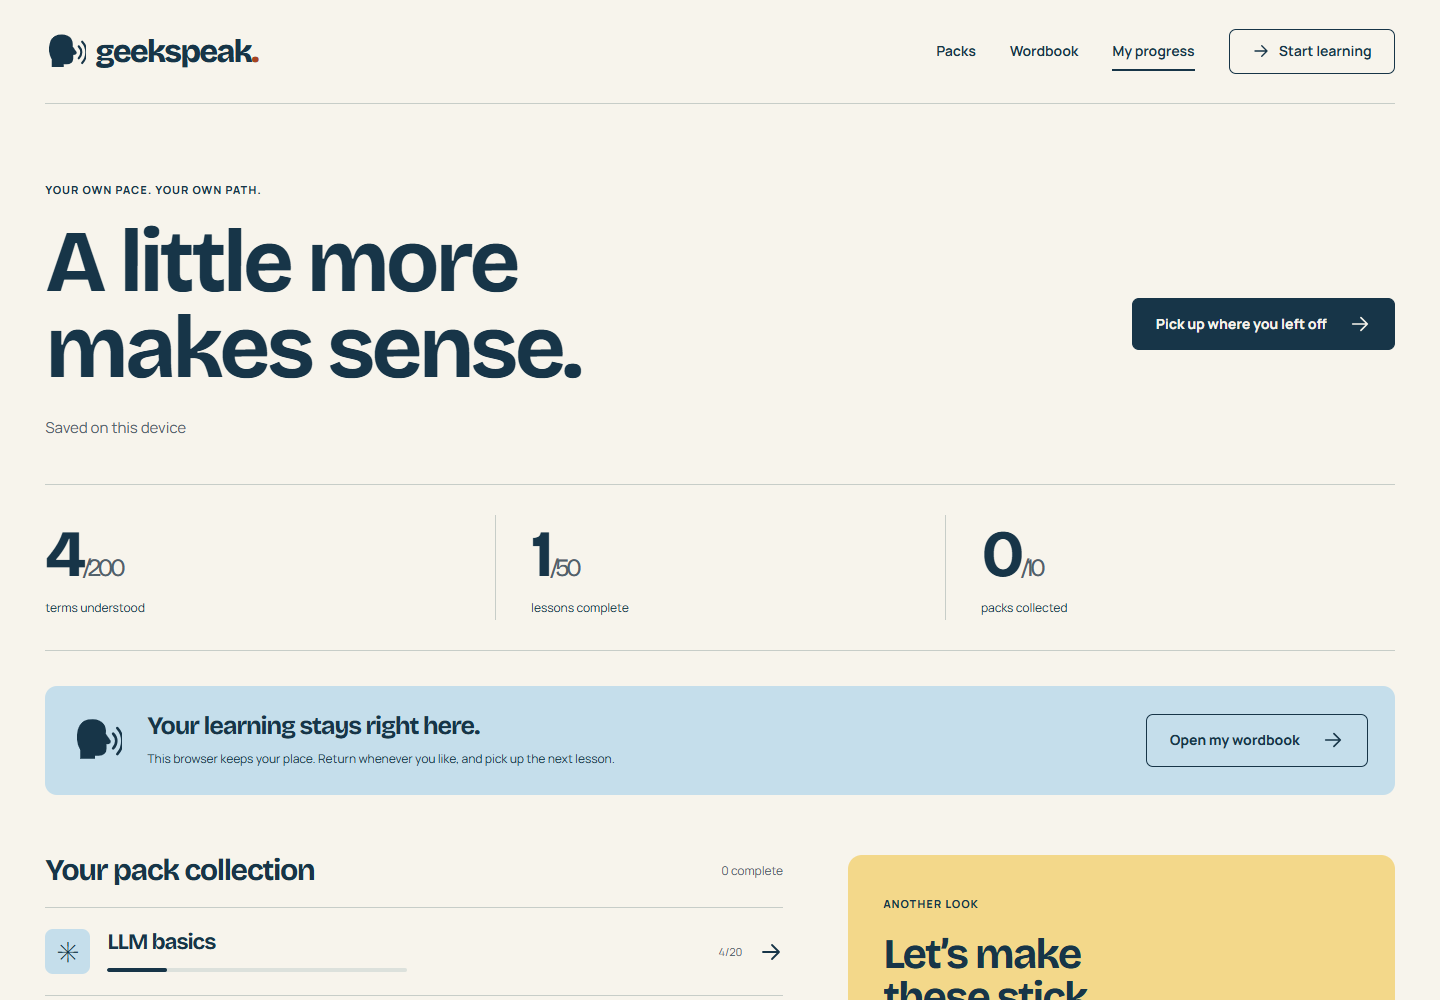 geekspeak.
Packs
Wordbook
My progress
Start learning
YOUR OWN PACE. YOUR OWN PATH.
A little more
makes sense.
Pick up where you left off
Saved on this device
4/200
terms understood
1/50
lessons complete
0/10
packs collected
Your learning stays right here.
This browser keeps your place. Return whenever you like, and pick up the next lesson.
Open my wordbook
Your pack collection
0 complete
LLM basics
4/20
ANOTHER LOOK
Let's make
these stick